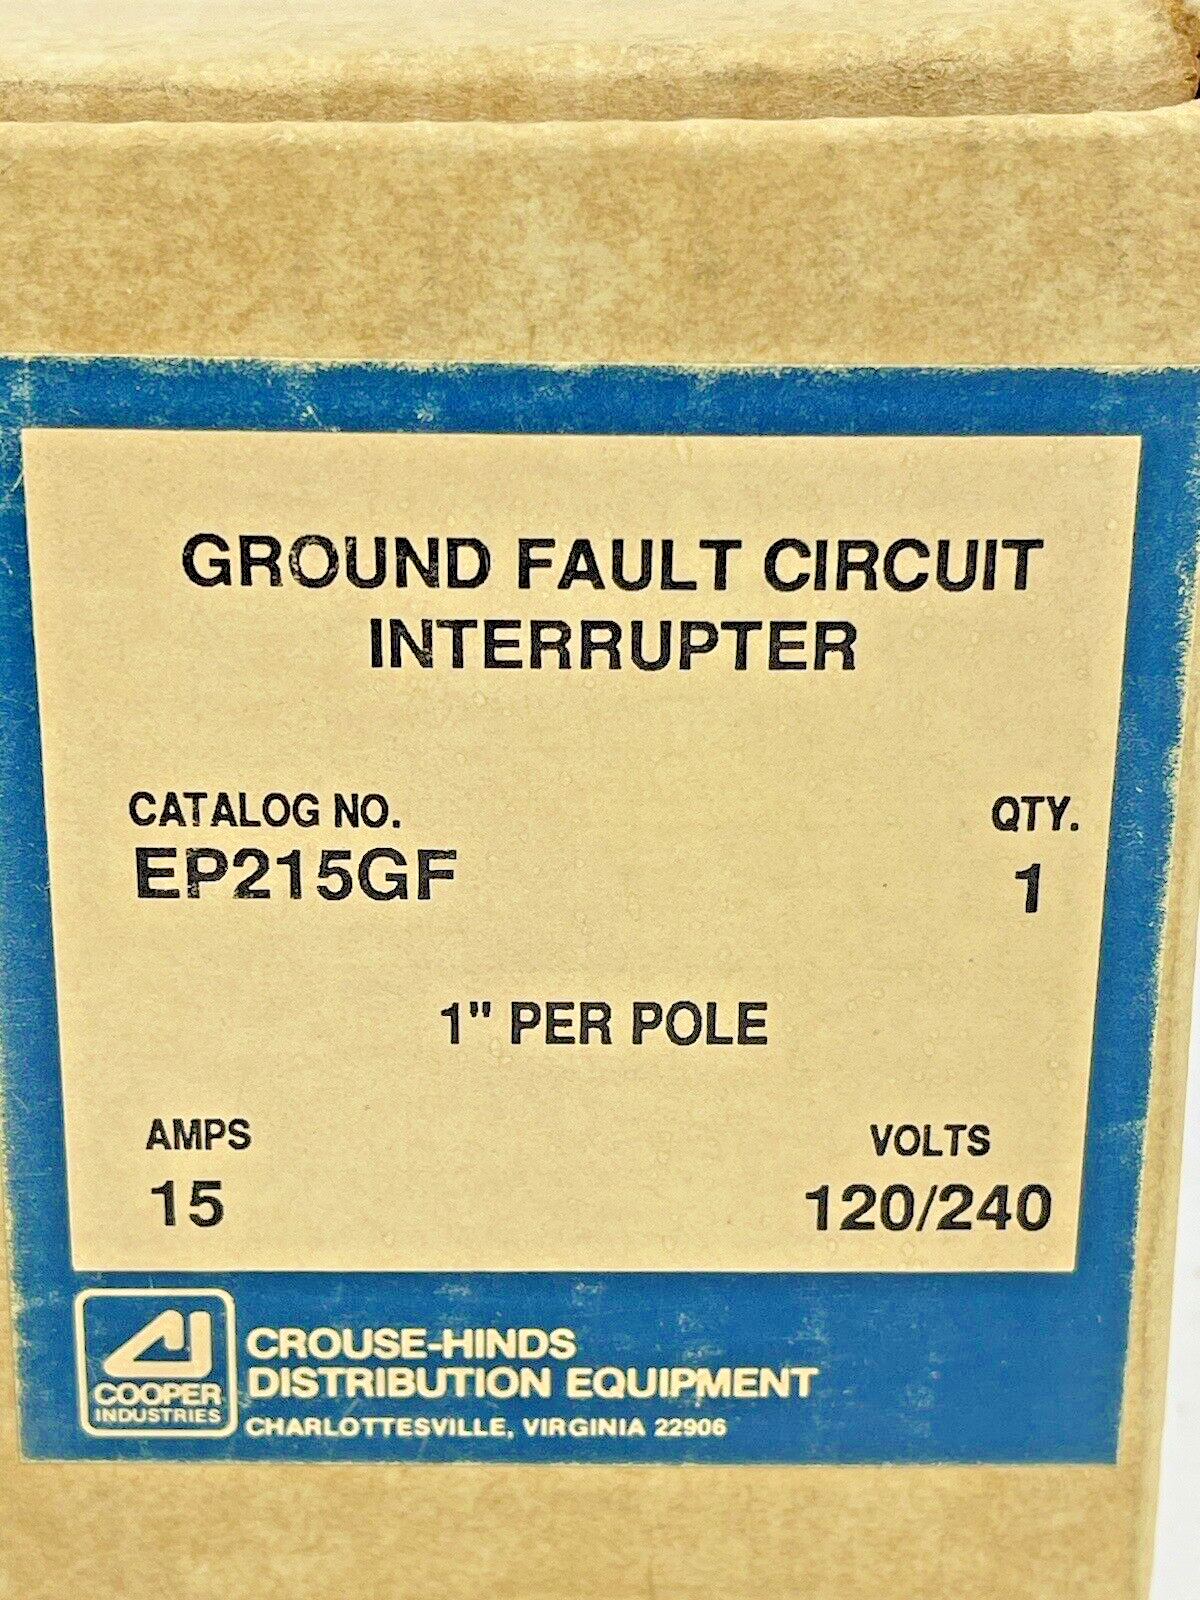 GROUND FAULT CIRCUIT
INTERRUPTER
CATALOG NO.
QTY.
EP215GF
1
1" PER POLE
AMPS
VOLTS
15
120/240
COOPER
INDUSTRIES
CROUSE-HINDS
DISTRIBUTION EQUIPMENT
CHARLOTTESVILLE, VIRGINIA 22906